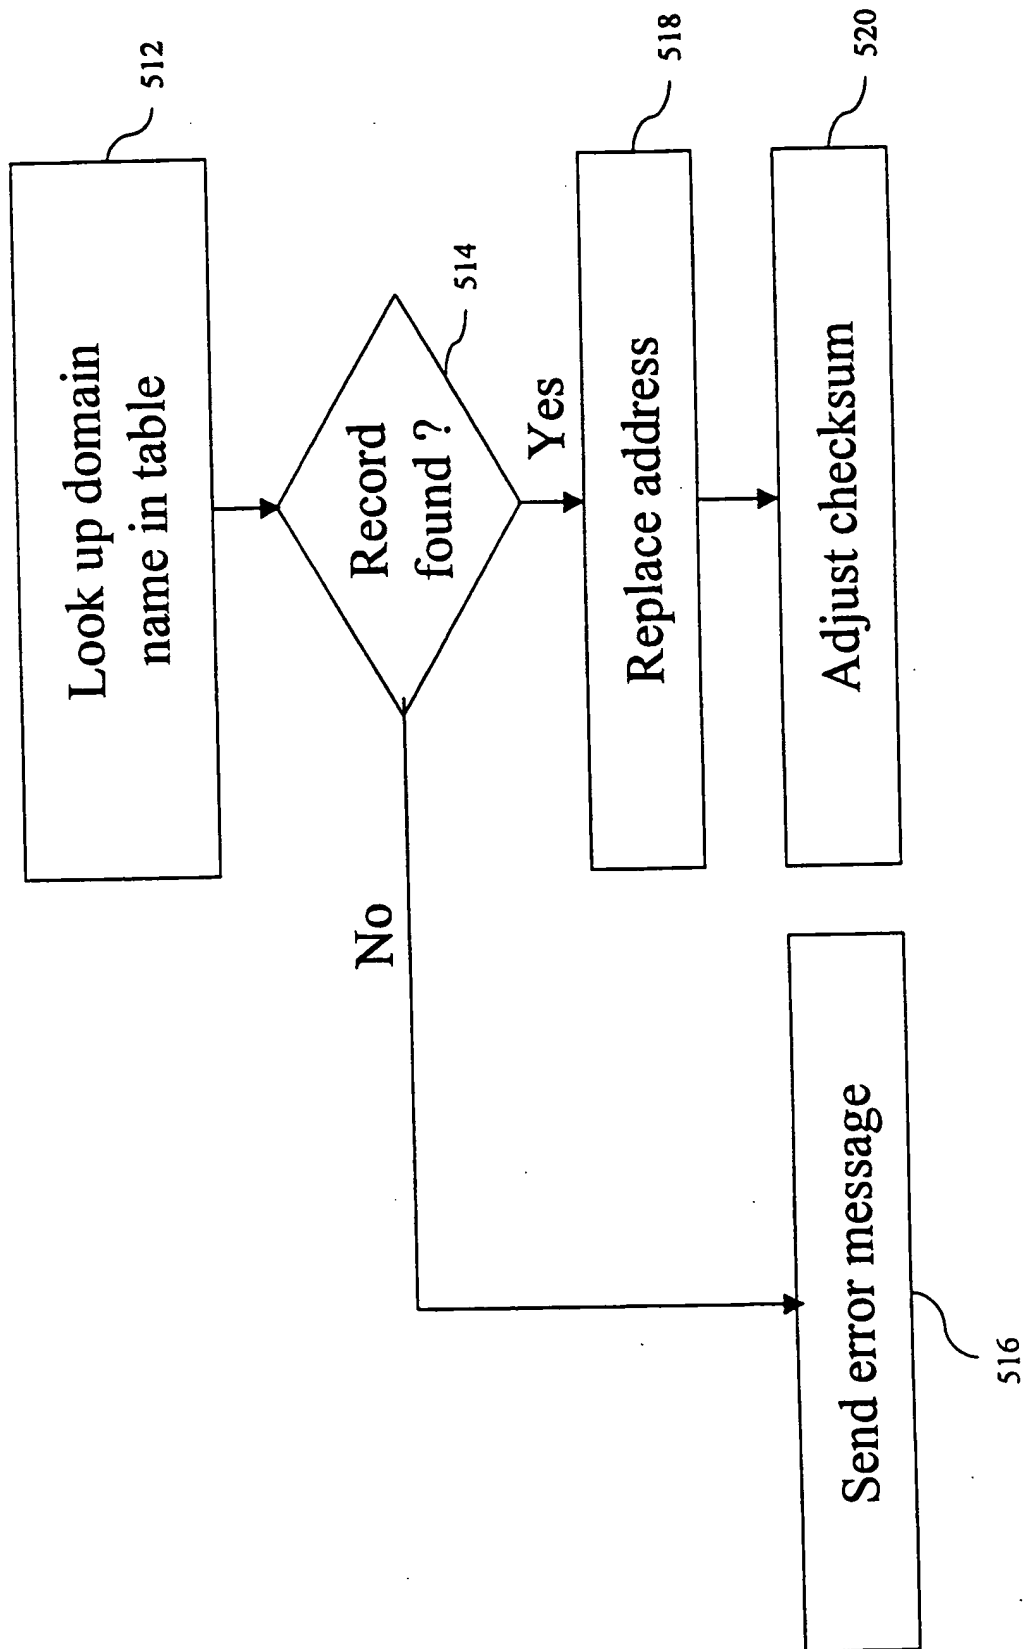 Look up domain
name in table
512
Record
found ?
514
No
Yes
Replace address
518
Adjust checksum
520
Send error message
516